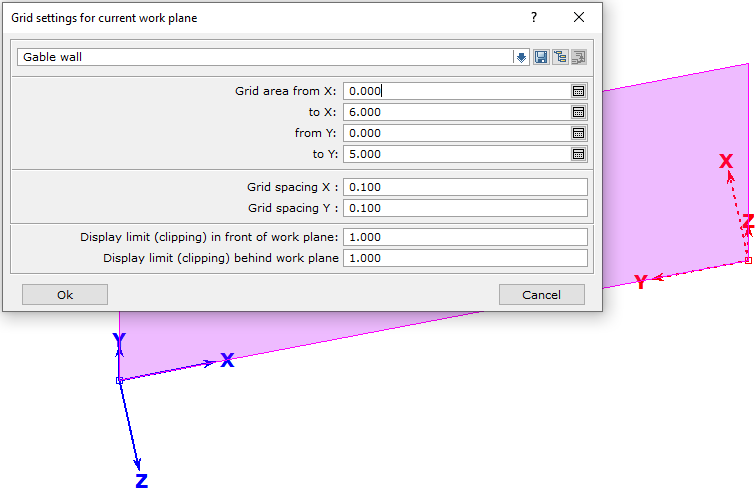 Grid settings for current work plane
?
Gable wall
Grid area from X: 0.000
to X: 6.000
from Y: 0.000
to Y: 5.000
Grid spacing X : 0.100
Grid spacing Y : 0.100
Display limit (clipping) in front of work plane: 1.000
Display limit (clipping) behind work plane 1.000
Ok Cancel
X
Z
Y
Y
X
Z